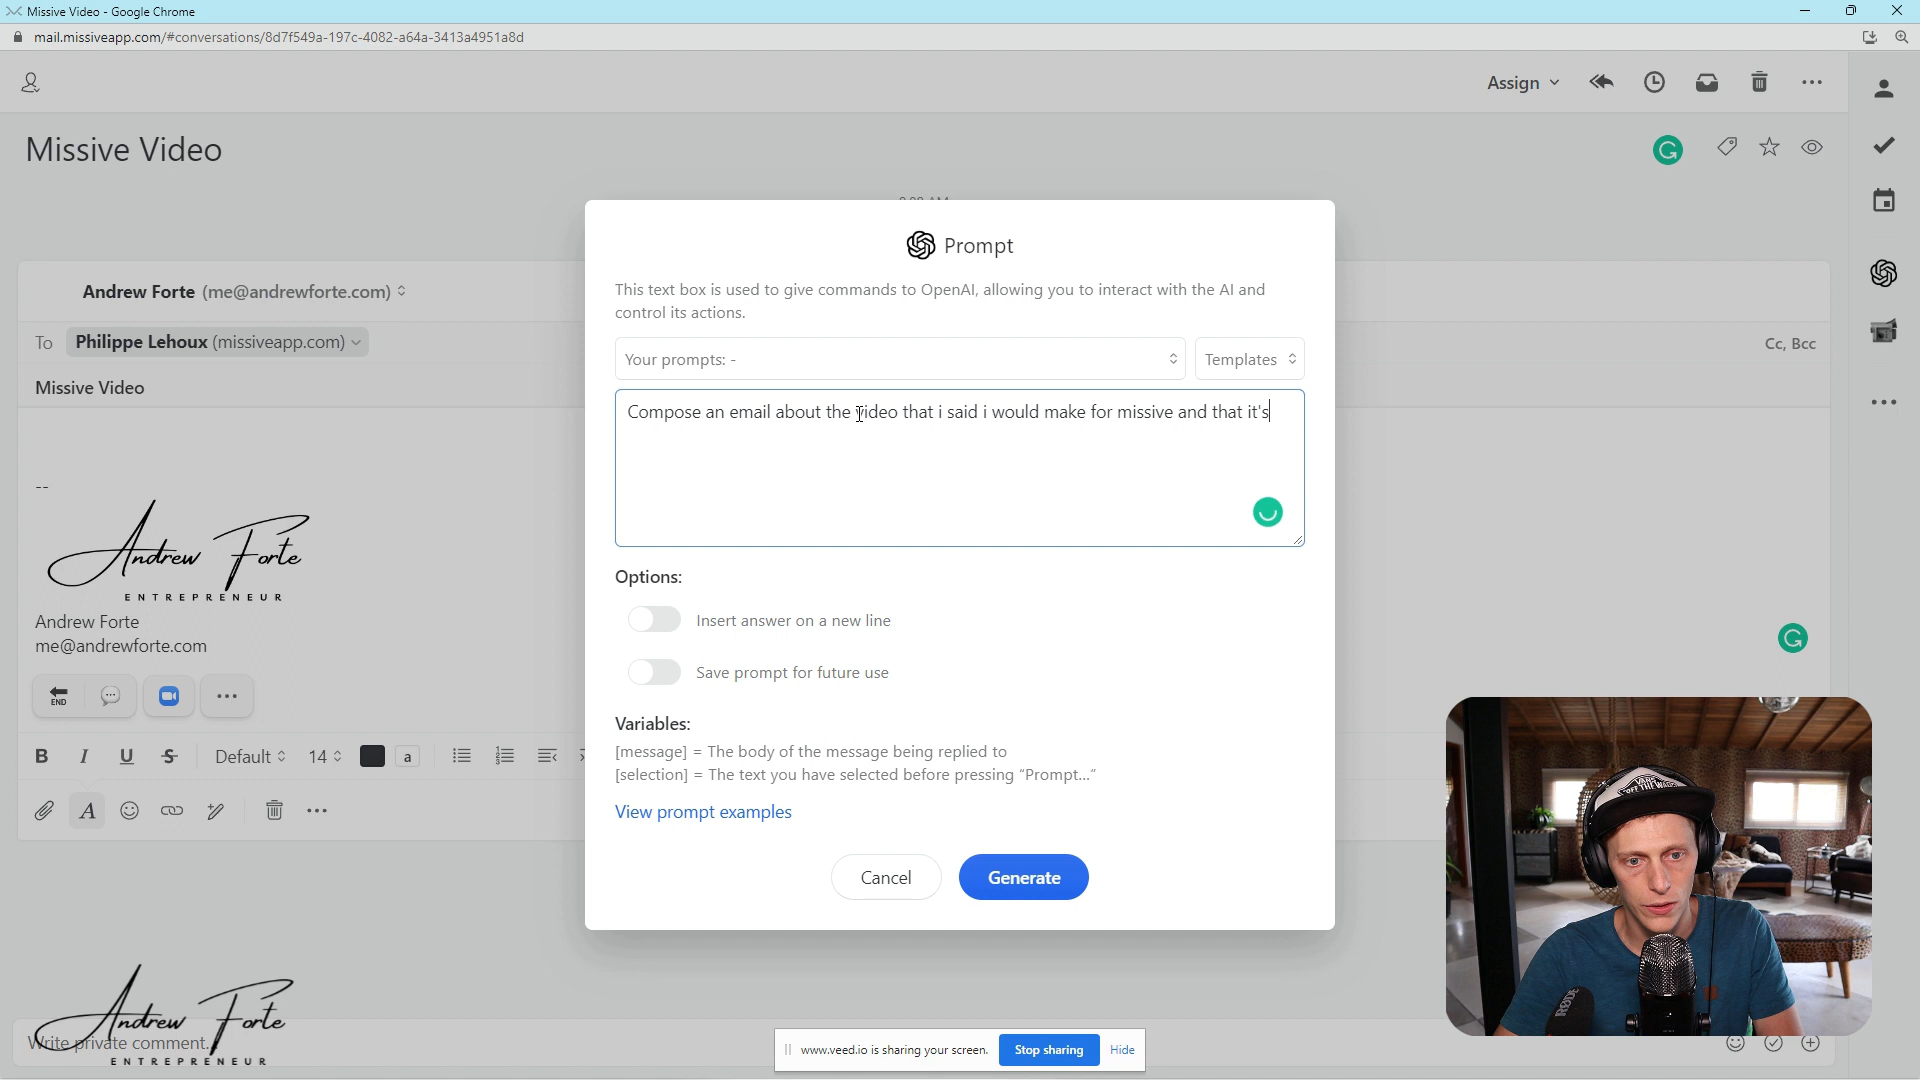 Missive Video - Google Chrome
mail.missiveapp.com/#conversations/8d7f549a-197c-4082-a64a-3413a4951a8d
Assign
Missive Video
Prompt
This text box is used to give commands to OpenAI, allowing you to interact with the AI and
control its actions.
Andrew Forte (me@andrewforte.com)
To Philippe Lehoux (missiveapp.com)
Cc, Bcc
Your prompts: -
Templates
Missive Video
Compose an email about the video that i said i would make for missive and that it's
--
Andrew Forte
ENTREPRENEUR
Andrew Forte
me@andrewforte.com
Options:
Insert answer on a new line
Save prompt for future use
END
Variables:
[message] = The body of the message being replied to
[selection] = The text you have selected before pressing “Prompt...”
B I U S Default 14 a
View prompt examples
A
Cancel
Generate
VANS
"OFF THE WALL"
RØDE
Andrew Forte
ENTREPRENEUR
Write private comment...
www.veed.io is sharing your screen.
Stop sharing
Hide